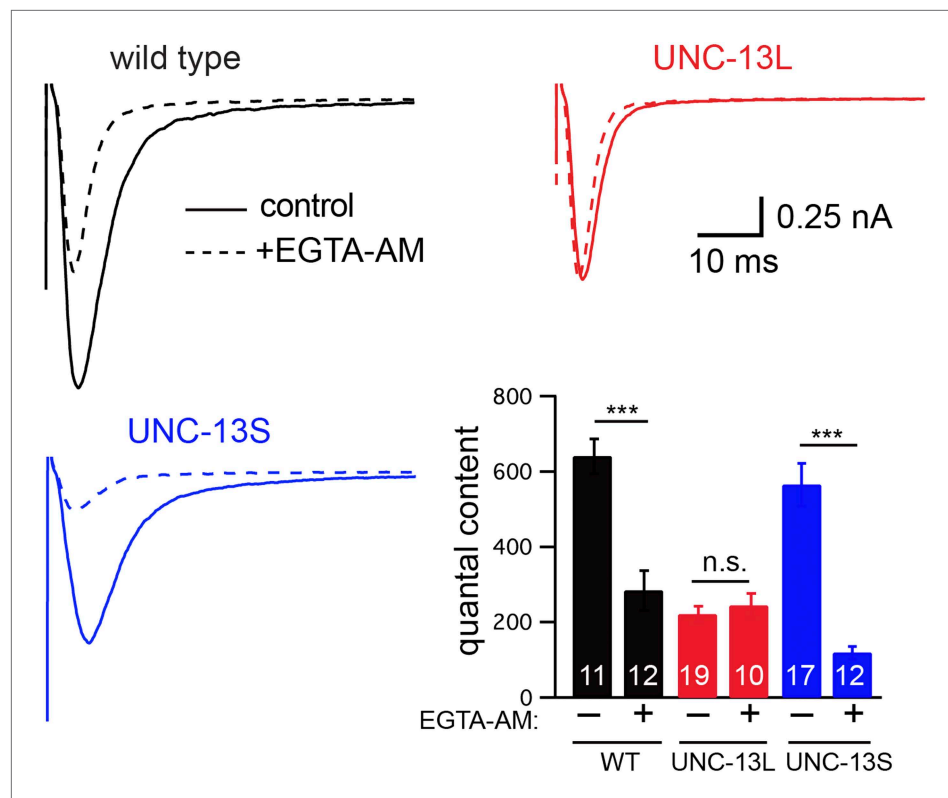 wild type
control
+EGTA-AM
UNC-13L
0.25 nA
10 ms
UNC-13S
quantal content
800
600
400
200
0
***
n.s.
***
11 12 19 10 17 12
EGTA-AM: – + – + – +
WT UNC-13L UNC-13S